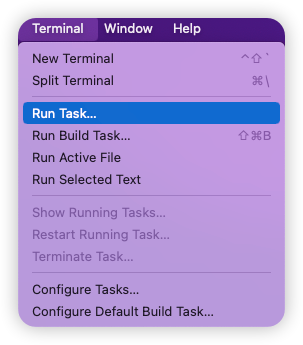 Terminal Window Help
New Terminal ⌃⇧`
Split Terminal ⌘\
Run Task...
Run Build Task... ⇧⌘B
Run Active File
Run Selected Text
Show Running Tasks...
Restart Running Task...
Terminate Task...
Configure Tasks...
Configure Default Build Task...